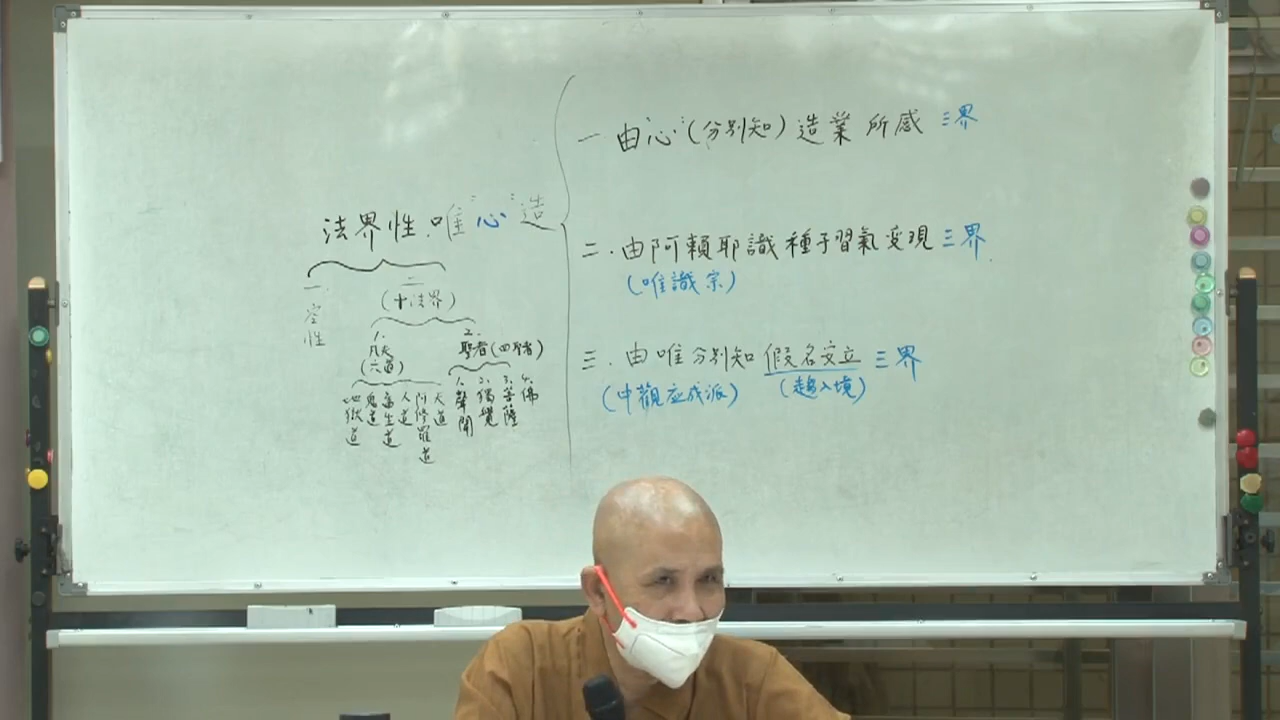 法界性唯"心"造
一
空性
二
(十法界)
1.
凡夫
(六道)
地獄道
鬼道
畜生道
人道
阿修羅道
天道
2.
聖者(四聖者)
1.聲聞
2.獨覺
3.菩薩
4.佛
一 由"心"(分別知)造業所感 三界
二.由阿賴耶識種子習氣变現三界.
(唯識宗)
三.由唯分別知假名安立三界
(中觀应成派) (趨入境)